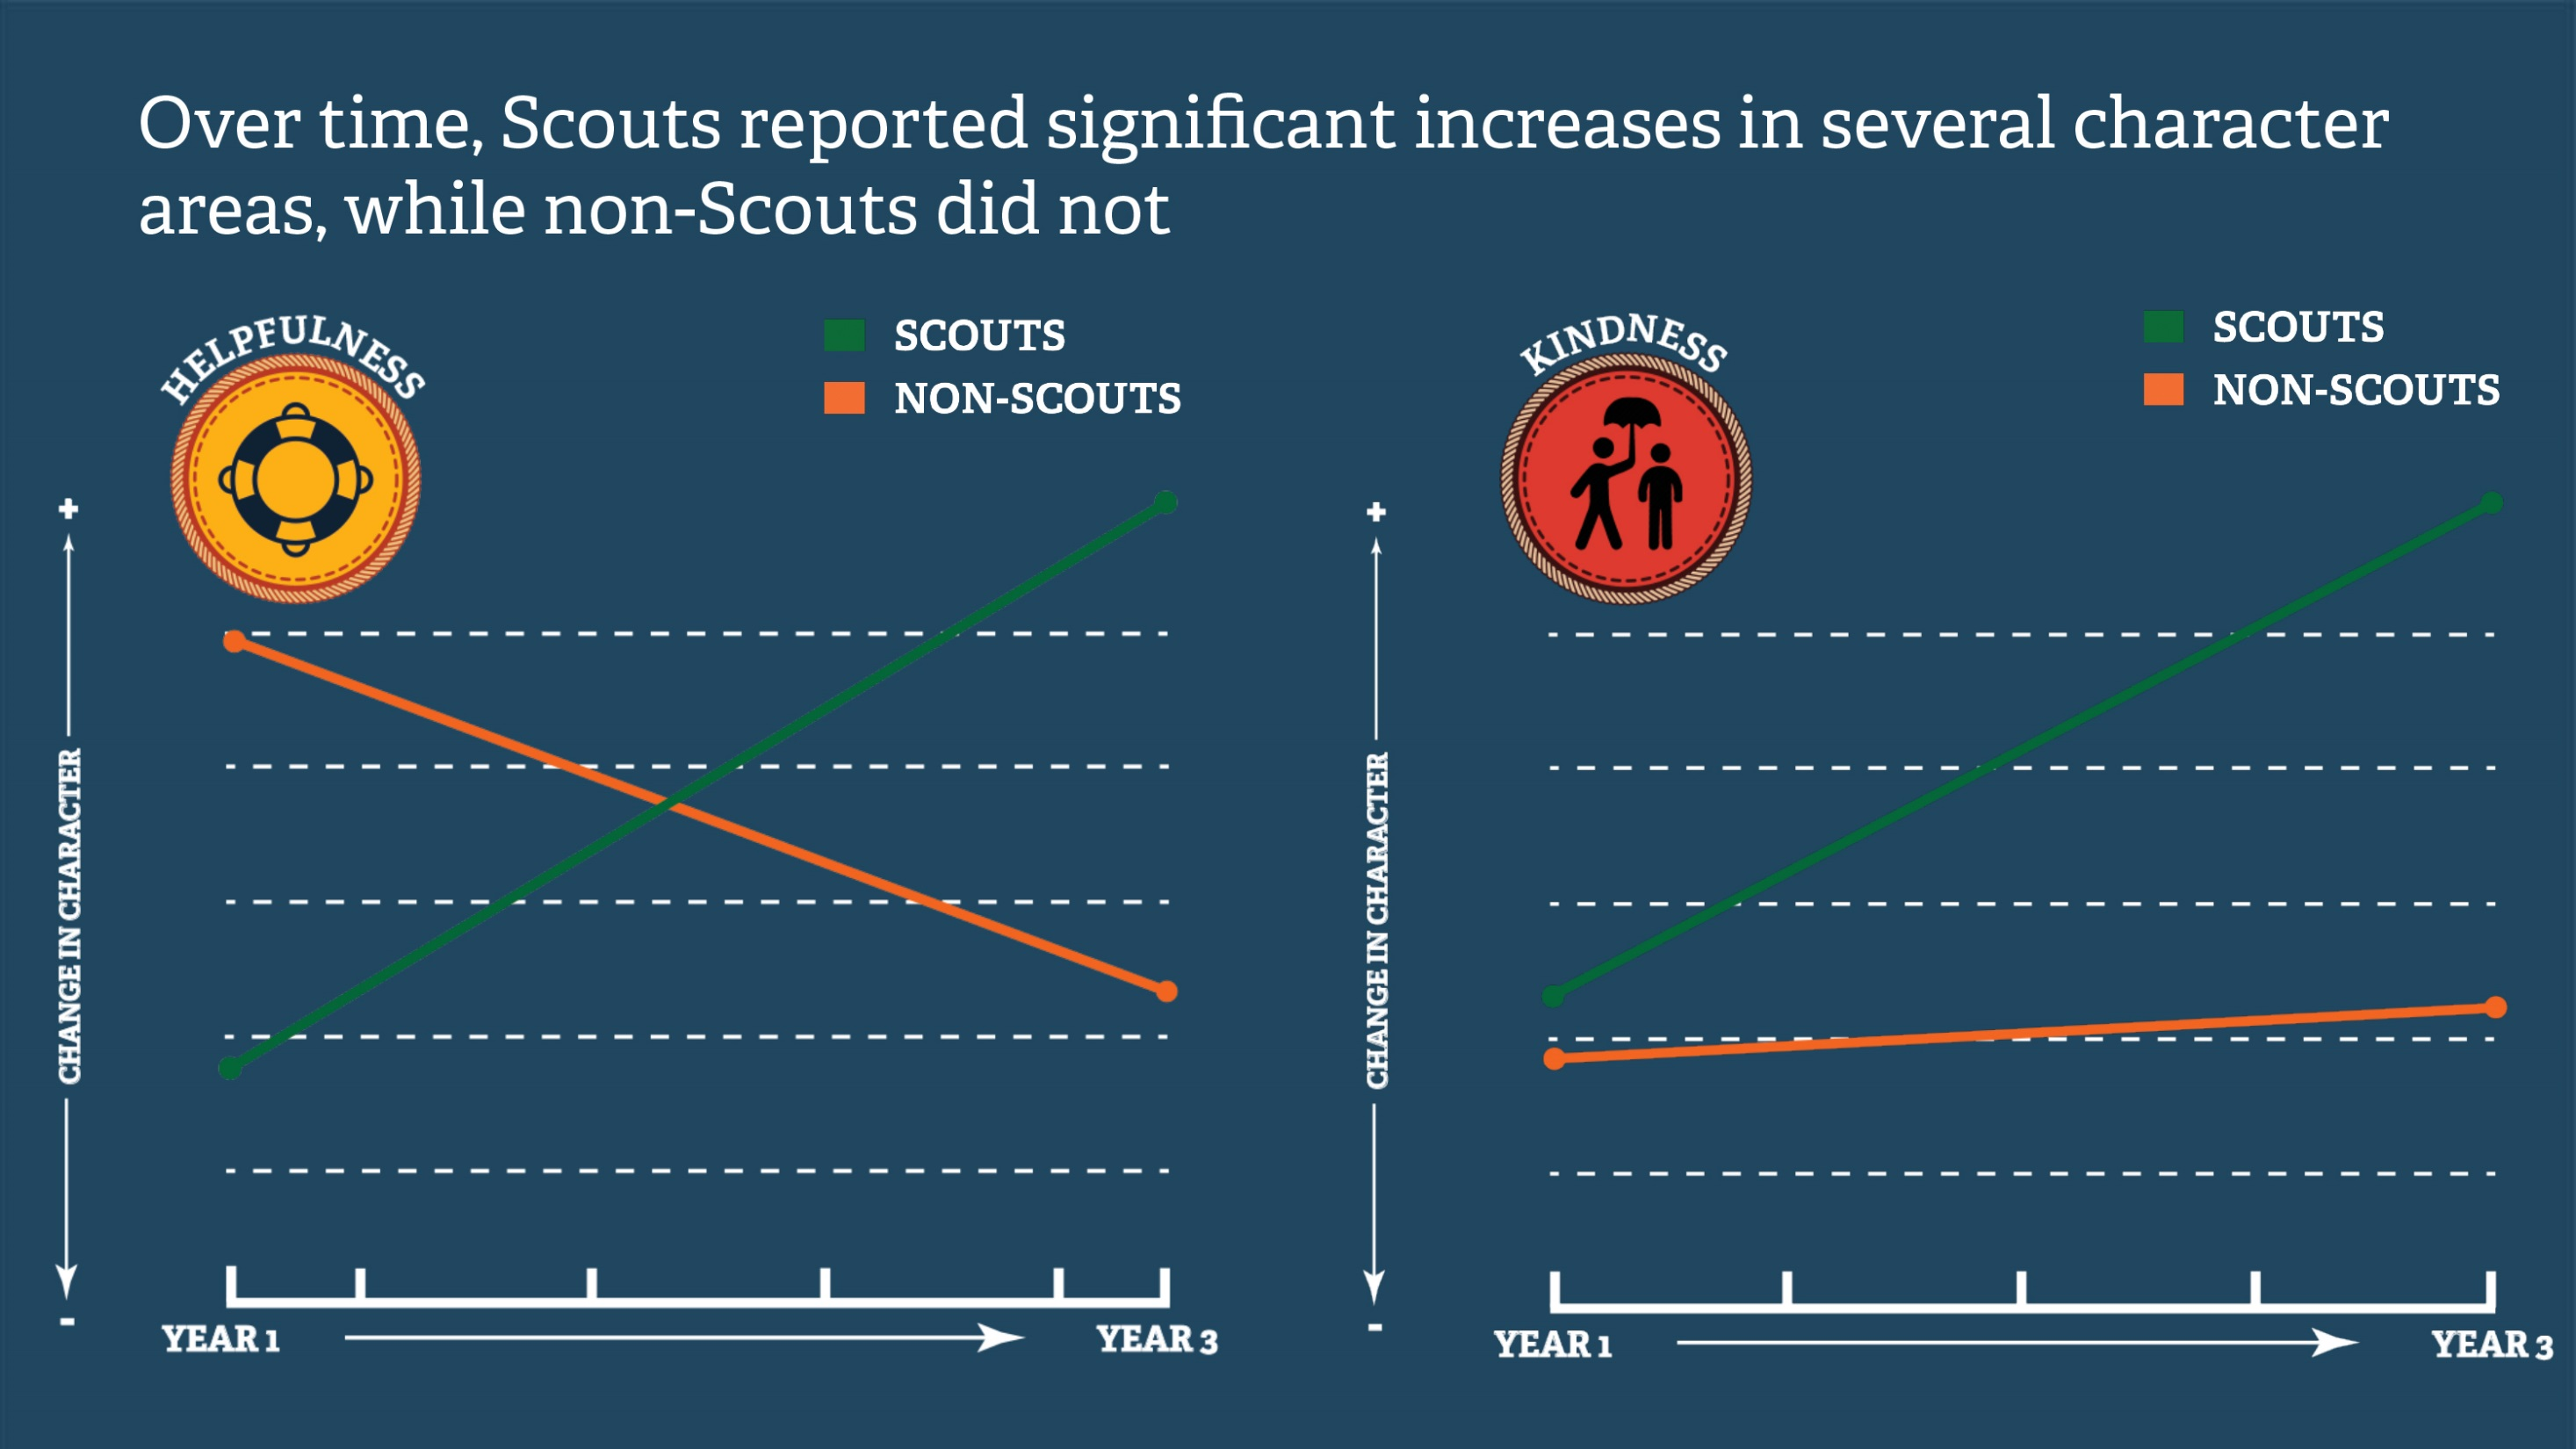 Over time, Scouts reported significant increases in several character
areas, while non-Scouts did not
HELPFULNESS
SCOUTS
NON-SCOUTS
+
CHANGE IN CHARACTER
-
YEAR 1
YEAR 3
KINDNESS
SCOUTS
NON-SCOUTS
+
CHANGE IN CHARACTER
-
YEAR 1
YEAR 3